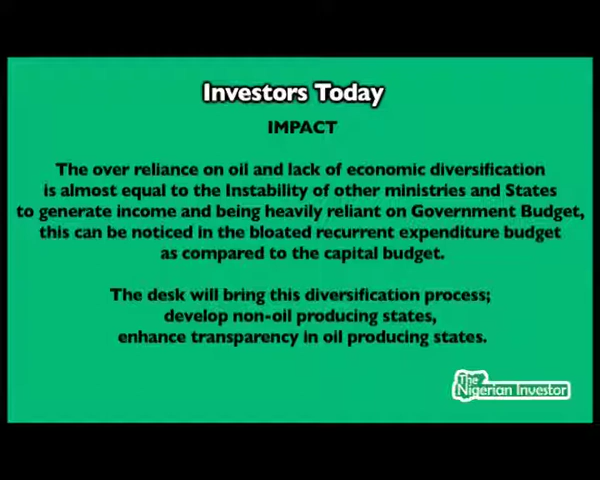 Investors Today
IMPACT
The over reliance on oil and lack of economic diversification
is almost equal to the Instability of other ministries and States
to generate income and being heavily reliant on Government Budget,
this can be noticed in the bloated recurrent expenditure budget
as compared to the capital budget.
The desk will bring this diversification process;
develop non-oil producing states,
enhance transparency in oil producing states.
The
Nigerian Investor